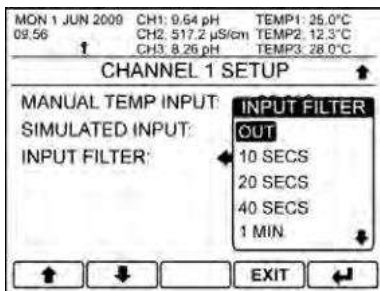 MON 1 JUN 2009 CH1: 9.64 pH TEMP1: 25.0°C
09:56 CH2: 517.2 µS/cm TEMP2: 12.3°C
CH3: 8.26 pH TEMP3: 28.0°C
CHANNEL 1 SETUP
MANUAL TEMP INPUT:
SIMULATED INPUT:
INPUT FILTER:
INPUT FILTER
OUT
10 SECS
20 SECS
40 SECS
1 MIN
EXIT